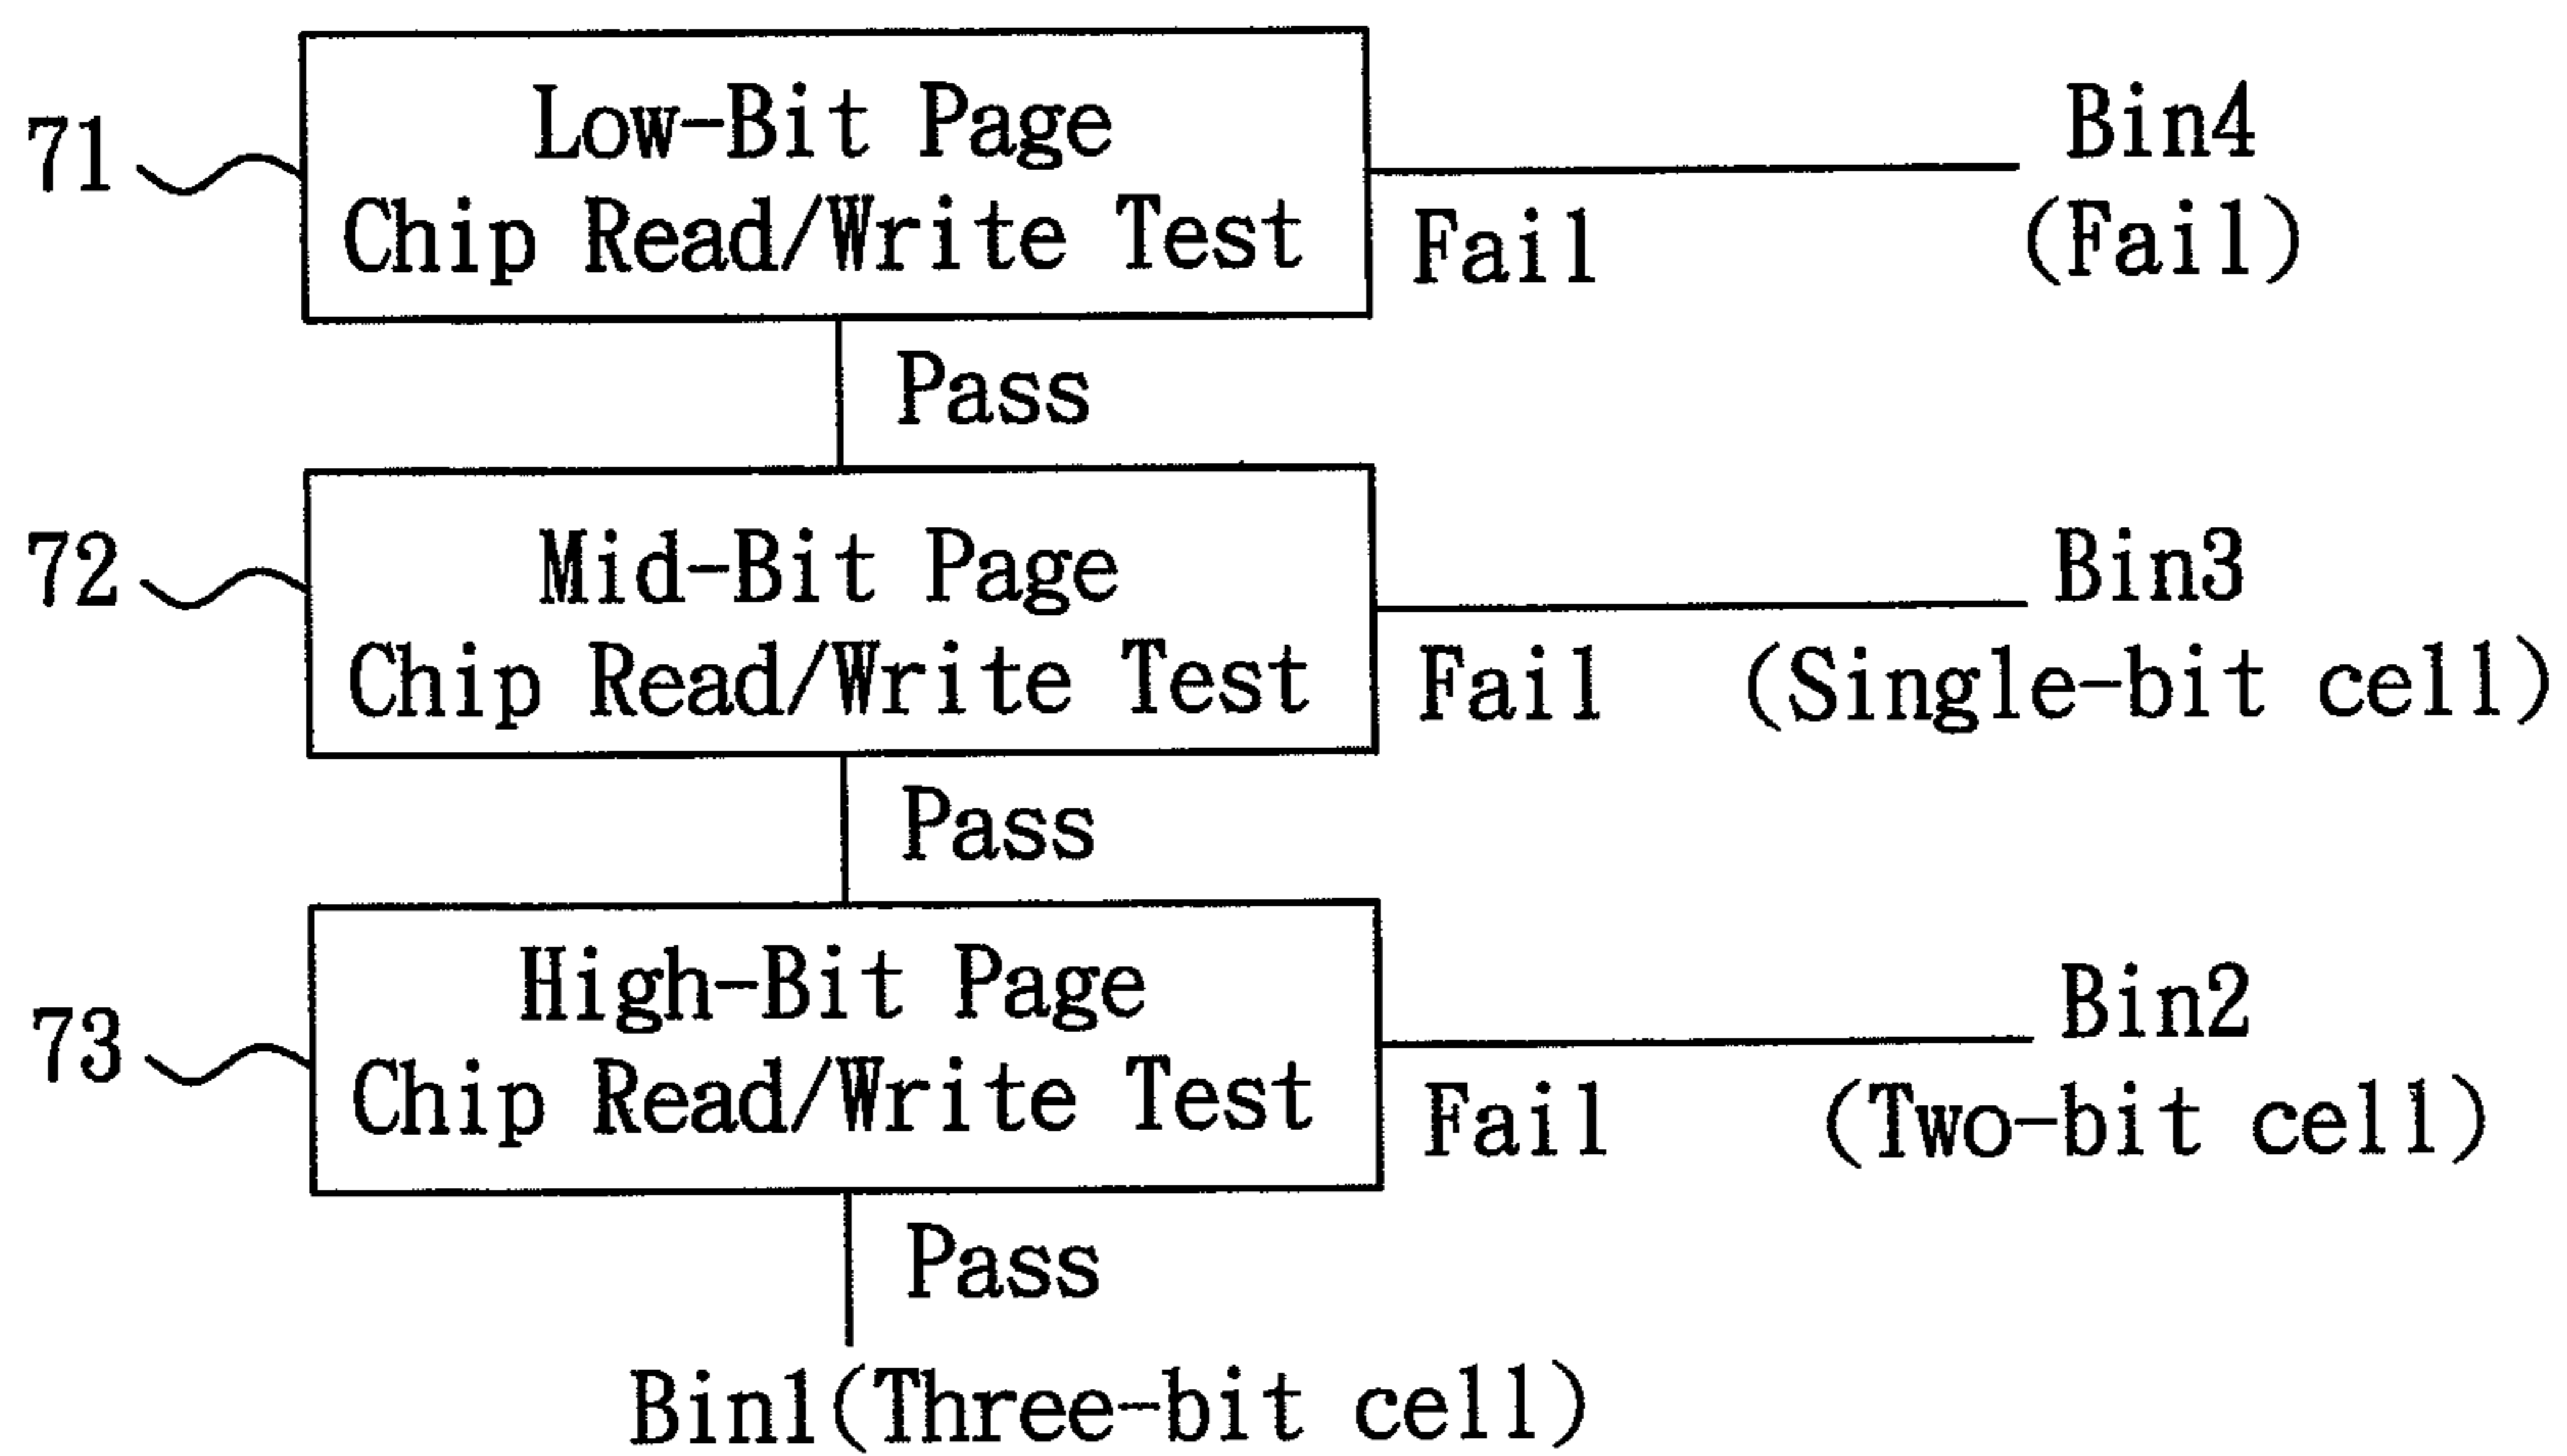 71
Low-Bit Page
Chip Read/Write Test
Fail
Bin4
(Fail)
Pass
72
Mid-Bit Page
Chip Read/Write Test
Fail
Bin3
(Single-bit cell)
Pass
73
High-Bit Page
Chip Read/Write Test
Fail
Bin2
(Two-bit cell)
Pass
Bin1(Three-bit cell)